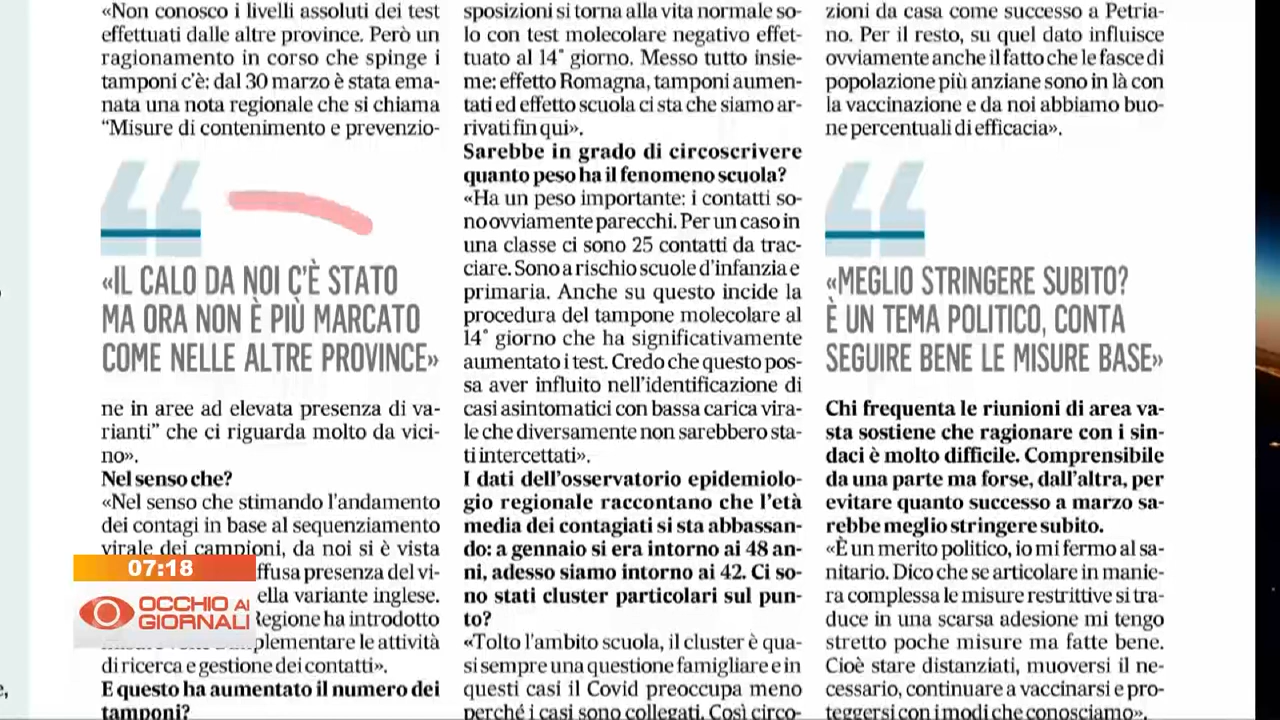 «Non conosco i livelli assoluti dei test
effettuati dalle altre province. Però un
ragionamento in corso che spinge i
tamponi c'è: dal 30 marzo è stata ema-
nata una nota regionale che si chiama
“Misure di contenimento e prevenzio-
«IL CALO DA NOI C'È STATO
MA ORA NON È PIÙ MARCATO
COME NELLE ALTRE PROVINCE»
ne in aree ad elevata presenza di va-
rianti” che ci riguarda molto da vici-
no».
Nel senso che?
«Nel senso che stimando l'andamento
dei contagi in base al sequenziamento
virale dei campioni, da noi si è vista
ffusa presenza del vi-
ella variante inglese.
Regione ha introdotto
plementare le attività
di ricerca e gestione dei contatti».
E questo ha aumentato il numero dei
tamponi?
sposizioni si torna alla vita normale so-
lo con test molecolare negativo effet-
tuato al 14° giorno. Messo tutto insie-
me: effetto Romagna, tamponi aumen-
tati ed effetto scuola ci sta che siamo ar-
rivati fin qui».
Sarebbe in grado di circoscrivere
quanto peso ha il fenomeno scuola?
«Ha un peso importante: i contatti so-
no ovviamente parecchi. Per un caso in
una classe ci sono 25 contatti da trac-
ciare. Sono a rischio scuole d'infanzia e
primaria. Anche su questo incide la
procedura del tampone molecolare al
14° giorno che ha significativamente
aumentato i test. Credo che questo pos-
sa aver influito nell'identificazione di
casi asintomatici con bassa carica vira-
le che diversamente non sarebbero sta-
ti intercettati».
I dati dell'osservatorio epidemiolo-
gio regionale raccontano che l'età
media dei contagiati si sta abbassan-
do: a gennaio si era intorno ai 48 an-
ni, adesso siamo intorno ai 42. Ci so-
no stati cluster particolari sul pun-
to?
«Tolto l'ambito scuola, il cluster è qua-
si sempre una questione famigliare e in
questi casi il Covid preoccupa meno
perché i casi sono collegati. Così circo-
zioni da casa come successo a Petria-
no. Per il resto, su quel dato influisce
ovviamente anche il fatto che le fasce di
popolazione più anziane sono in là con
la vaccinazione e da noi abbiamo buo-
ne percentuali di efficacia».
«MEGLIO STRINGERE SUBITO?
È UN TEMA POLITICO, CONTA
SEGUIRE BENE LE MISURE BASE»
Chi frequenta le riunioni di area va-
sta sostiene che ragionare con i sin-
daci è molto difficile. Comprensibile
da una parte ma forse, dall'altra, per
evitare quanto successo a marzo sa-
rebbe meglio stringere subito.
«È un merito politico, io mi fermo al sa-
nitario. Dico che se articolare in manie-
ra complessa le misure restrittive si tra-
duce in una scarsa adesione mi tengo
stretto poche misure ma fatte bene.
Cioè stare distanziati, muoversi il ne-
cessario, continuare a vaccinarsi e pro-
teggersi con i modi che conosciamo».
07:18
OCCHIO AI
GIORNALI